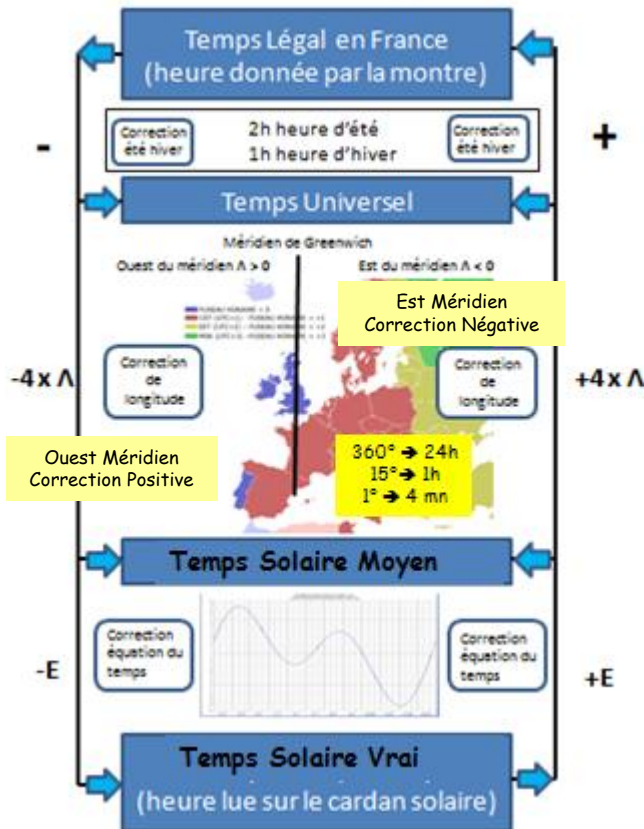 Temps Légal en France
(heure donnée par la montre)
-
+
Correction
été hiver
2h heure d'été
1h heure d'hiver
Correction
été hiver
Temps Universel
Méridien de Greenwich
Ouest du méridien Λ > 0
Est du méridien Λ < 0
Est Méridien
Correction Négative
-4x Λ
Correction
de
longitude
Correction
de
longitude
+4x Λ
Ouest Méridien
Correction Positive
360° ➔ 24h
15° ➔ 1h
1° ➔ 4 mn
Temps Solaire Moyen
-E
Correction
équation du
temps
Correction
équation du
temps
+E
Temps Solaire Vrai
(heure lue sur le cardan solaire)